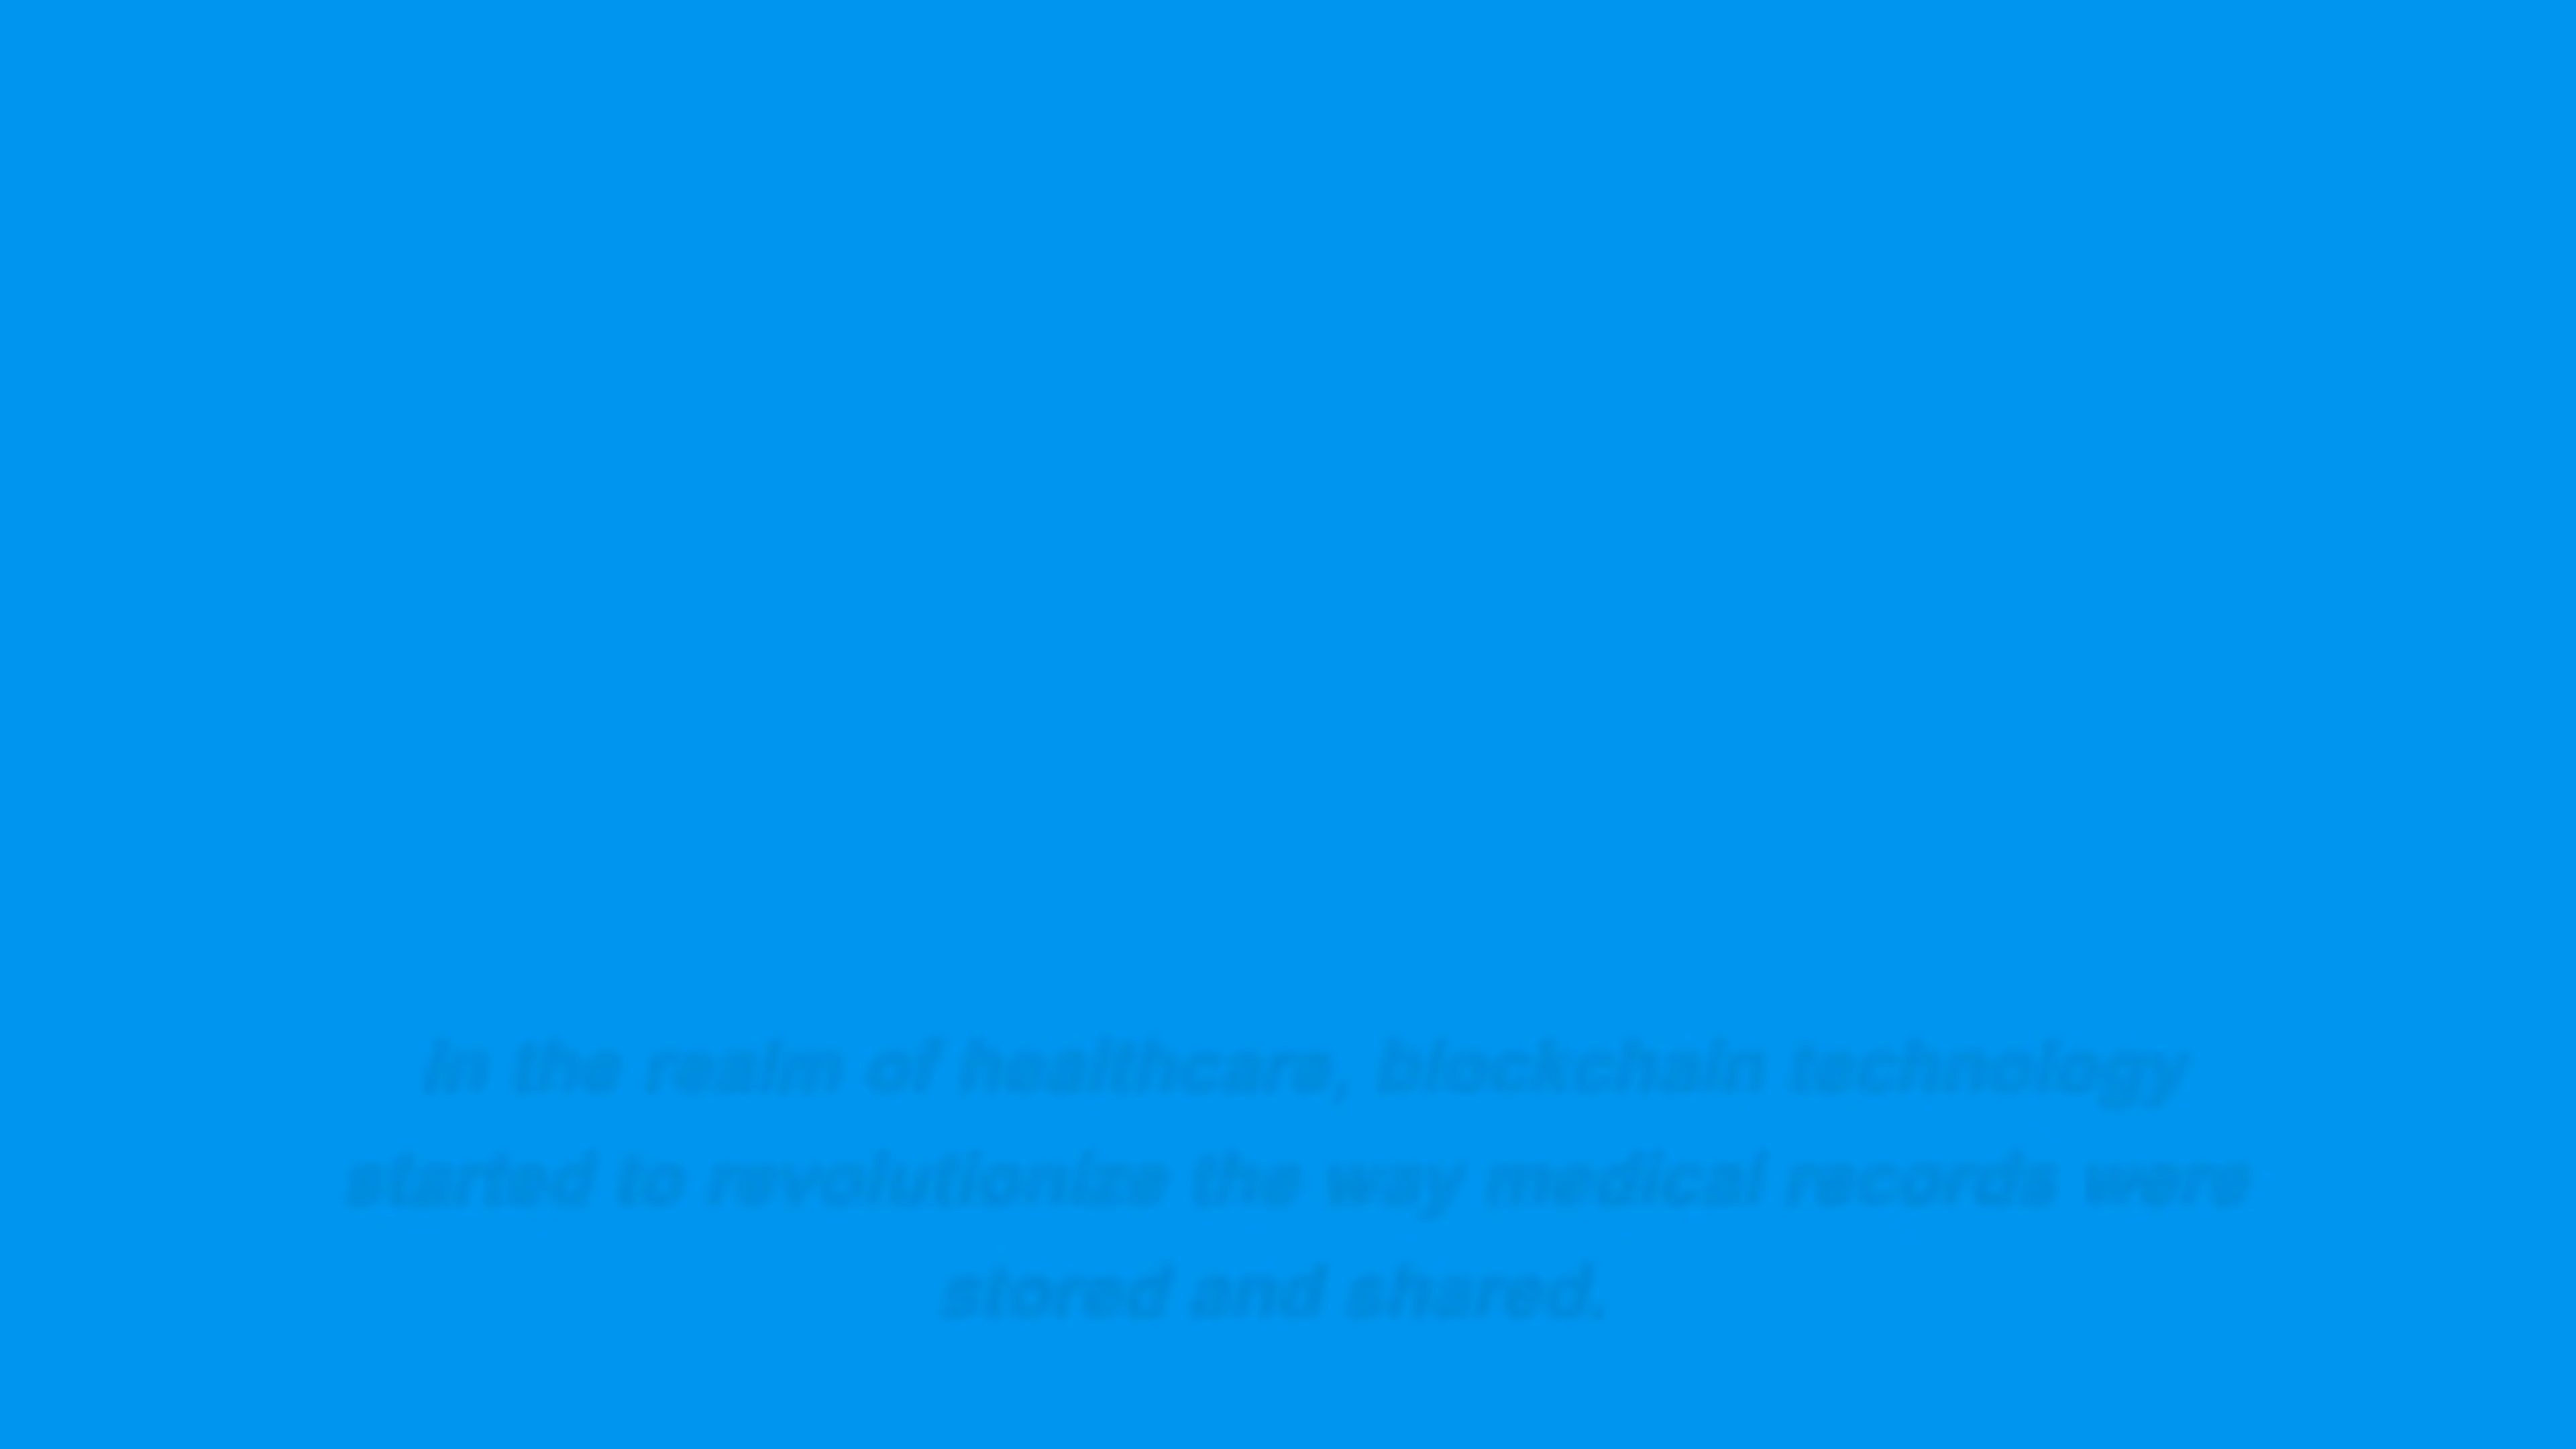 In the realm of healthcare, blockchain technology
started to revolutionize the way medical records were
stored and shared.